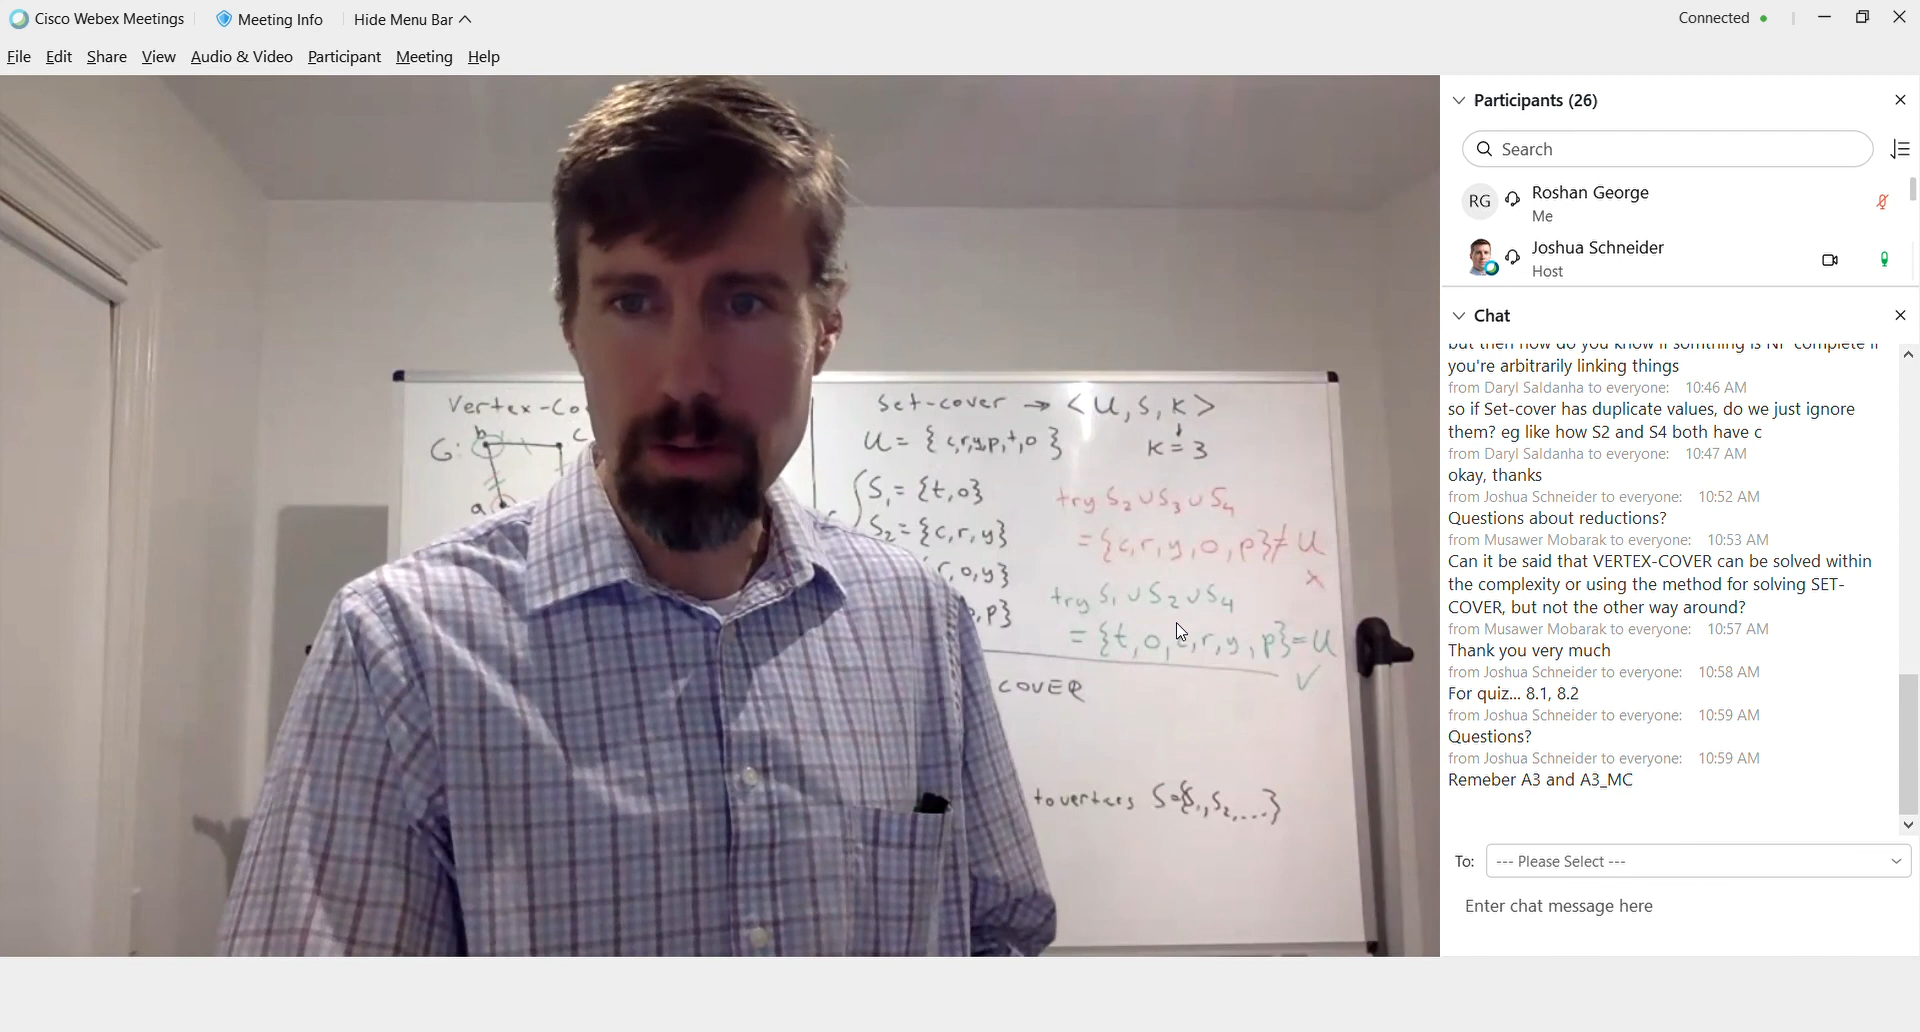 Cisco Webex Meetings
Meeting Info
Hide Menu Bar
Connected
File Edit Share View Audio & Video Participant Meeting Help
Vertex-Co
G:
b
c
a
Set-cover → <U, S, K>
U = { c,r,y,p,t,o }
K = 3
S₁ = {t,o}
S₂ = {c,r,y}
r,o,y}
,p}
try S₂ ∪ S₃ ∪ S₄
= {c,r,y,o,p} ≠ U
✗
try S₁ ∪ S₂ ∪ S₄
= {t,o,c,r,y,p} = U
✓
COVER
S={S₁,S₂,...}
Participants (26)
Search
RG
Roshan George
Me
Joshua Schneider
Host
Chat
you're arbitrarily linking things
from Daryl Saldanha to everyone: 10:46 AM
so if Set-cover has duplicate values, do we just ignore
them? eg like how S2 and S4 both have c
from Daryl Saldanha to everyone: 10:47 AM
okay, thanks
from Joshua Schneider to everyone: 10:52 AM
Questions about reductions?
from Musawer Mobarak to everyone: 10:53 AM
Can it be said that VERTEX-COVER can be solved within
the complexity or using the method for solving SET-
COVER, but not the other way around?
from Musawer Mobarak to everyone: 10:57 AM
Thank you very much
from Joshua Schneider to everyone: 10:58 AM
For quiz... 8.1, 8.2
from Joshua Schneider to everyone: 10:59 AM
Questions?
from Joshua Schneider to everyone: 10:59 AM
Remeber A3 and A3_MC
To:
--- Please Select ---
Enter chat message here